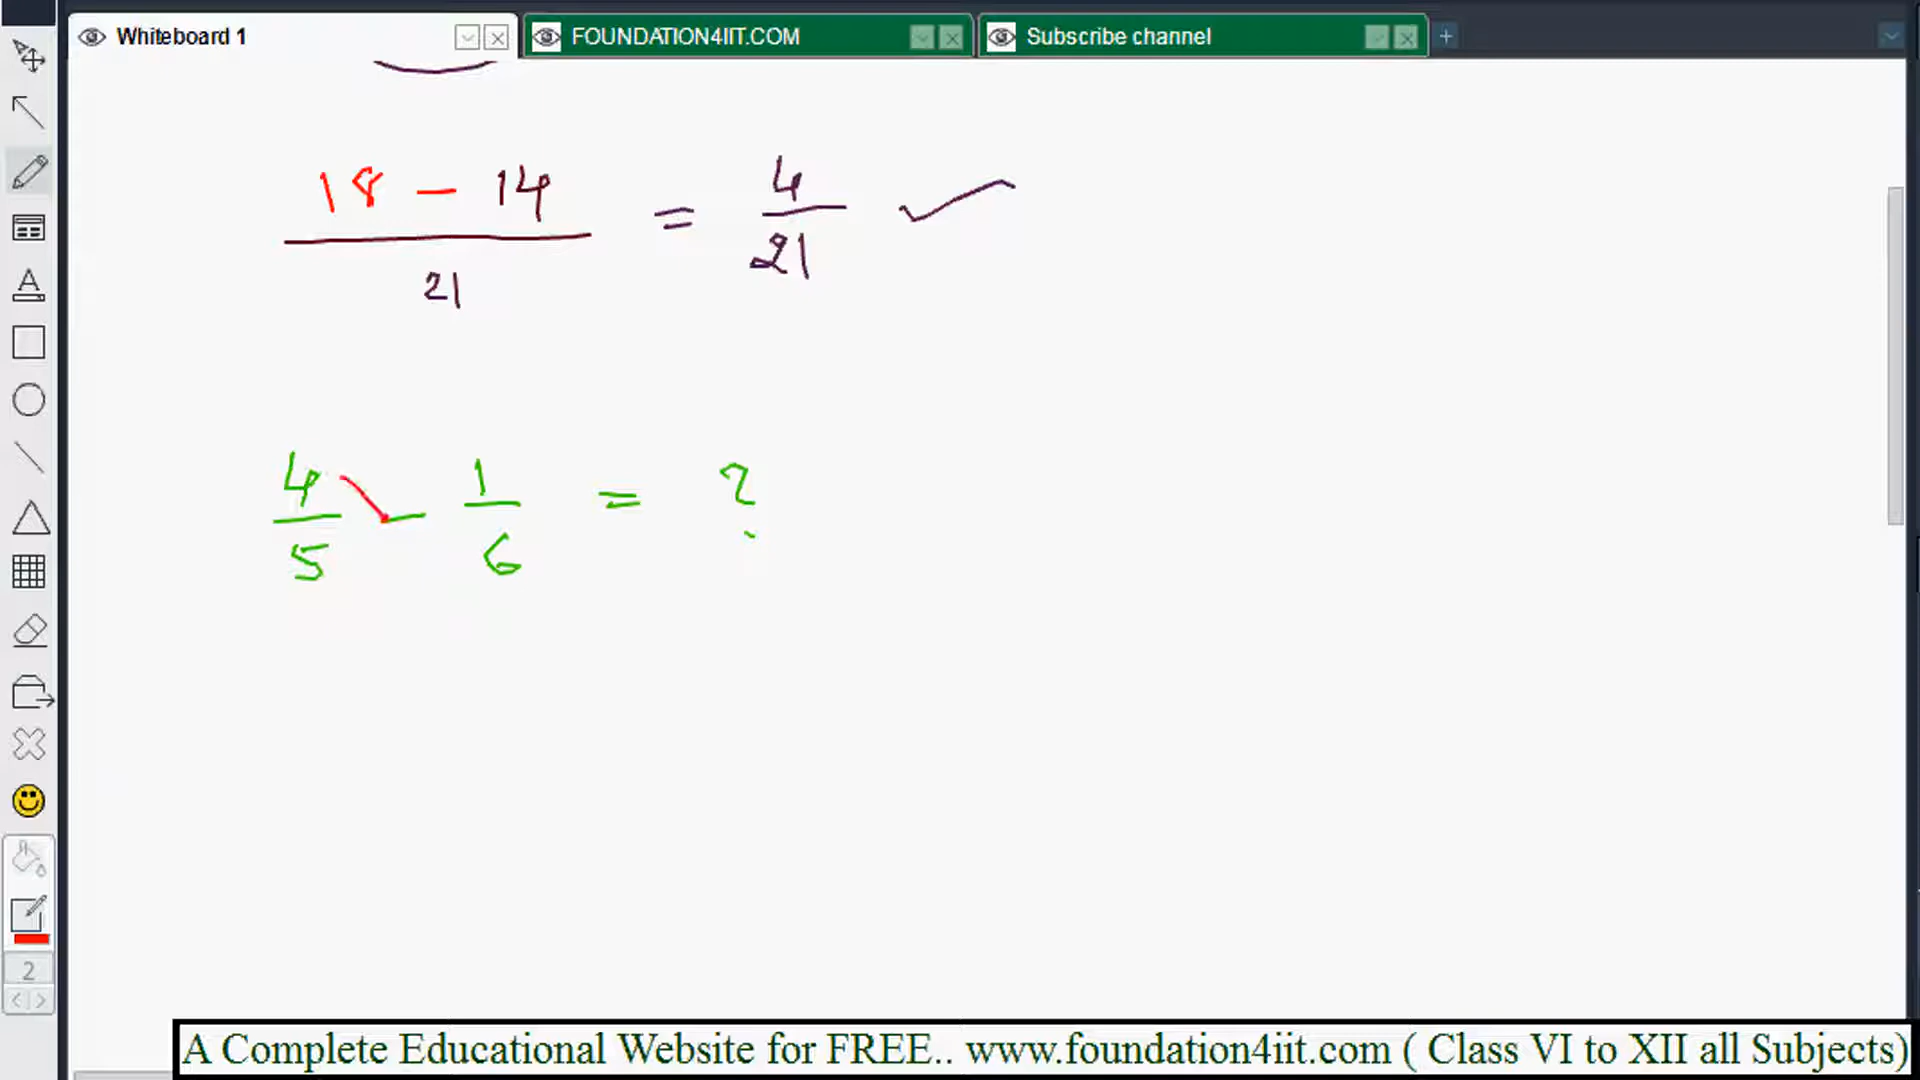 Whiteboard 1
FOUNDATION4IIT.COM
Subscribe channel
18 - 14 / 21 = 4 / 21 ✓
4 / 5 - 1 / 6 = ?
2
A Complete Educational Website for FREE.. www.foundation4iit.com ( Class VI to XII all Subjects)